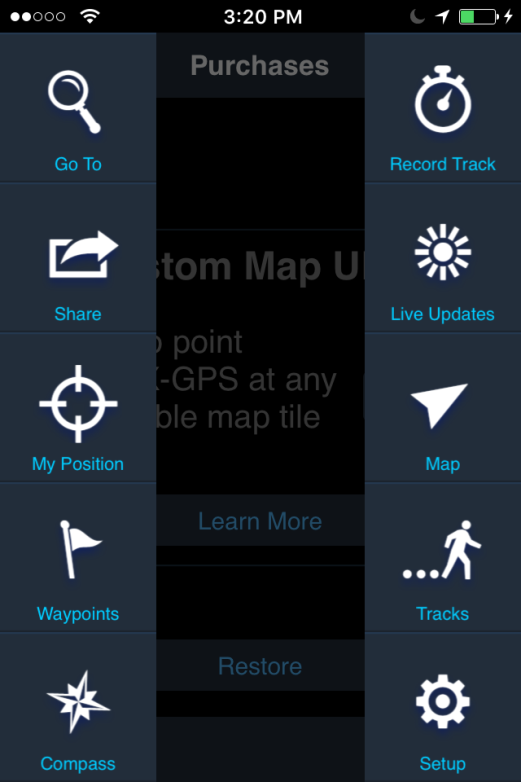 3:20 PM
Purchases
Go To
Record Track
Share
Live Updates
stom Map U
point
-GPS at any
ble map tile
My Position
Map
Learn More
Waypoints
Tracks
Restore
Compass
Setup